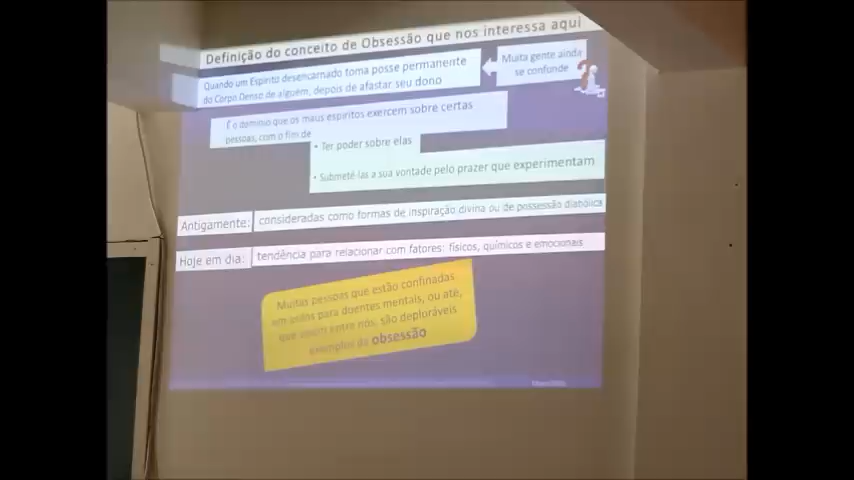 Definição do conceito de Obsessão que nos interessa aqui
Quando um Espírito desencarnado toma posse permanente
do Corpo Denso de alguém, depois de afastar seu dono
Muita gente ainda
se confunde
É o domínio que os maus espíritos exercem sobre certas
pessoas, com o fim de
• Ter poder sobre elas
• Submetê-las a sua vontade pelo prazer que experimentam
Antigamente:
consideradas como formas de inspiração divina ou de possessão diabólica
Hoje em dia:
tendência para relacionar com fatores: físicos, químicos e emocionais
Muitas pessoas que estão confinadas
em asilos para doentes mentais, ou até,
que vivem entre nós, são deploráveis
exemplos de obsessão